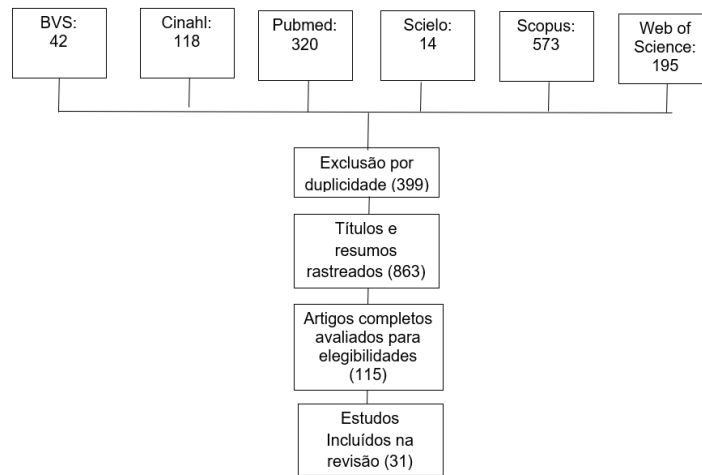 BVS:
42
Cinahl:
118
Pubmed:
320
Scielo:
14
Scopus:
573
Web of
Science:
195
Exclusão por
duplicidade (399)
Títulos e
resumos
rastreados (863)
Artigos completos
avaliados para
elegibilidades
(115)
Estudos
Incluídos na
revisão (31)